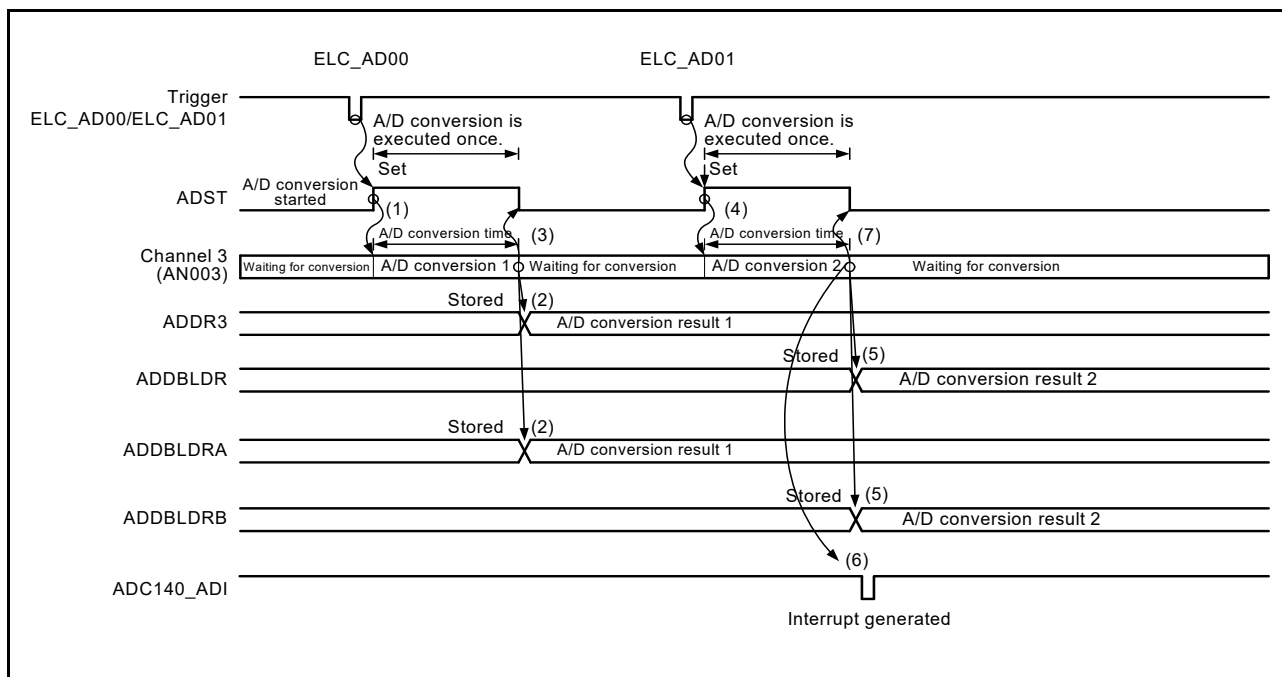 ELC_AD00
ELC_AD01
Trigger
ELC_AD00/ELC_AD01
A/D conversion is
executed once.
A/D conversion is
executed once.
Set
Set
A/D conversion
started
ADST
(1)
(4)
A/D conversion time
(3)
A/D conversion time
(7)
Channel 3
(AN003)
Waiting for conversion
A/D conversion 1
Waiting for conversion
A/D conversion 2
Waiting for conversion
Stored
(2)
ADDR3
A/D conversion result 1
Stored
(5)
ADDBLDR
A/D conversion result 2
Stored
(2)
ADDBLDRA
A/D conversion result 1
Stored
(5)
ADDBLDRB
A/D conversion result 2
(6)
ADC140_ADI
Interrupt generated